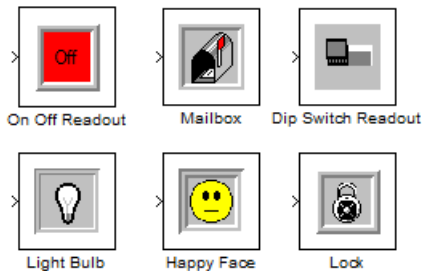 Off
On Off Readout
Mailbox
Dip Switch Readout
Light Bulb
Happy Face
Lock